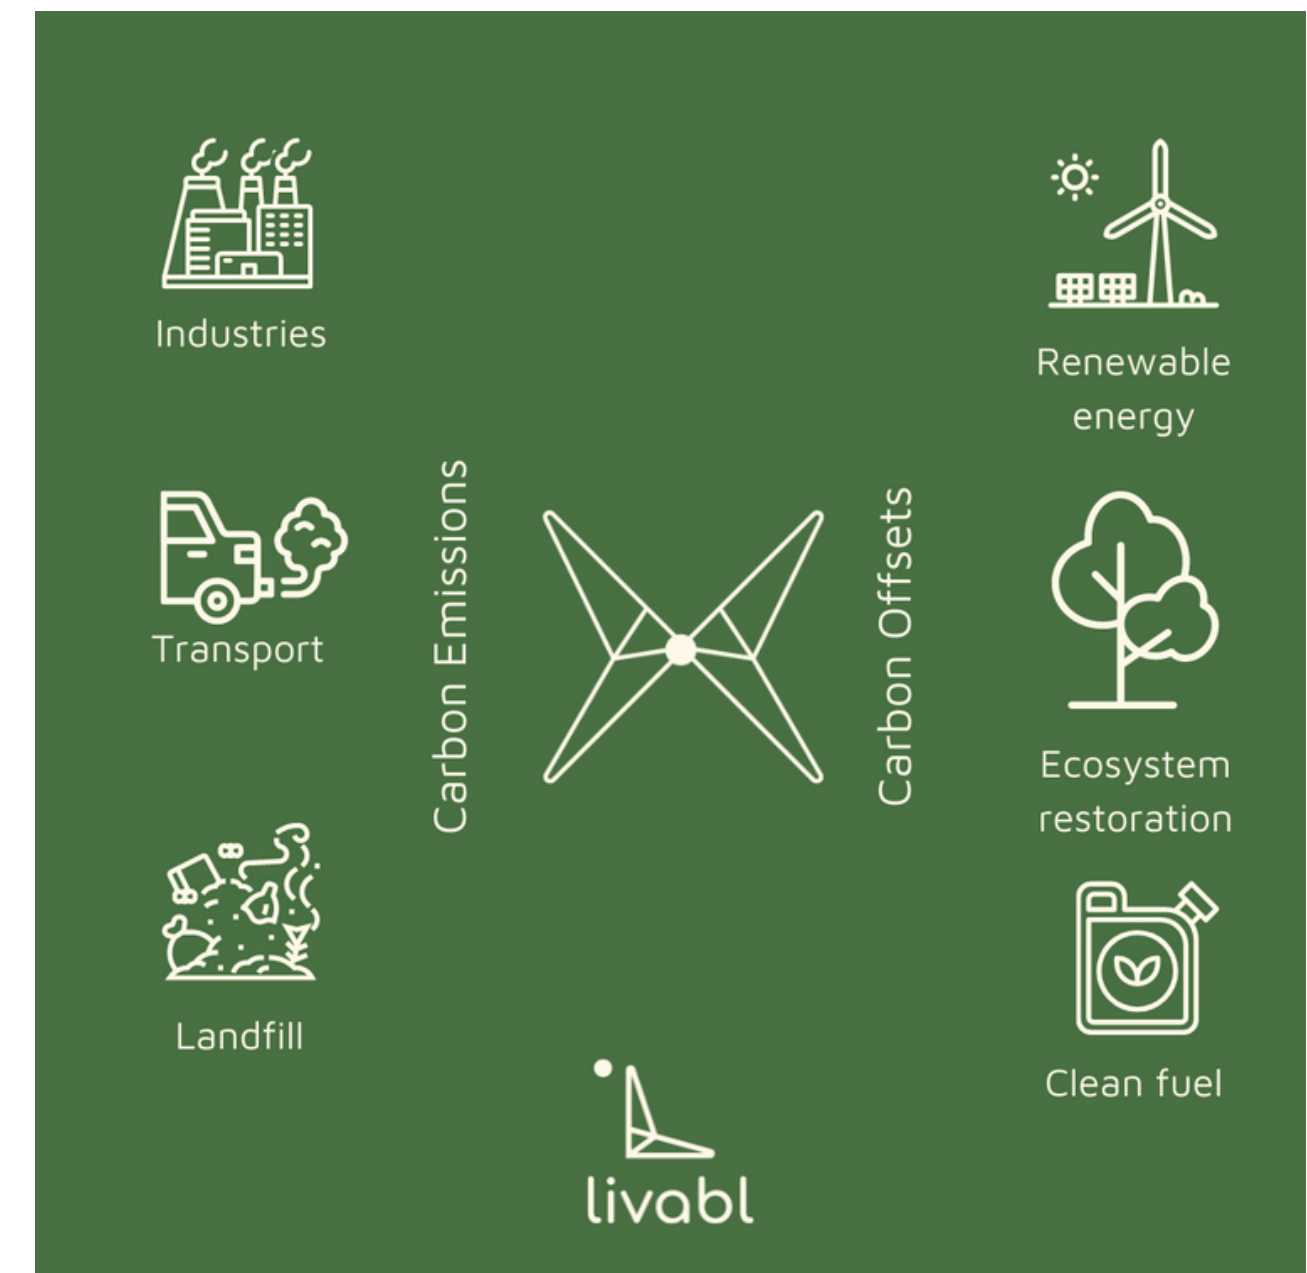 Industries
Transport
Landfill
Carbon Emissions
Carbon Offsets
Renewable
energy
Ecosystem
restoration
Clean fuel
livabl